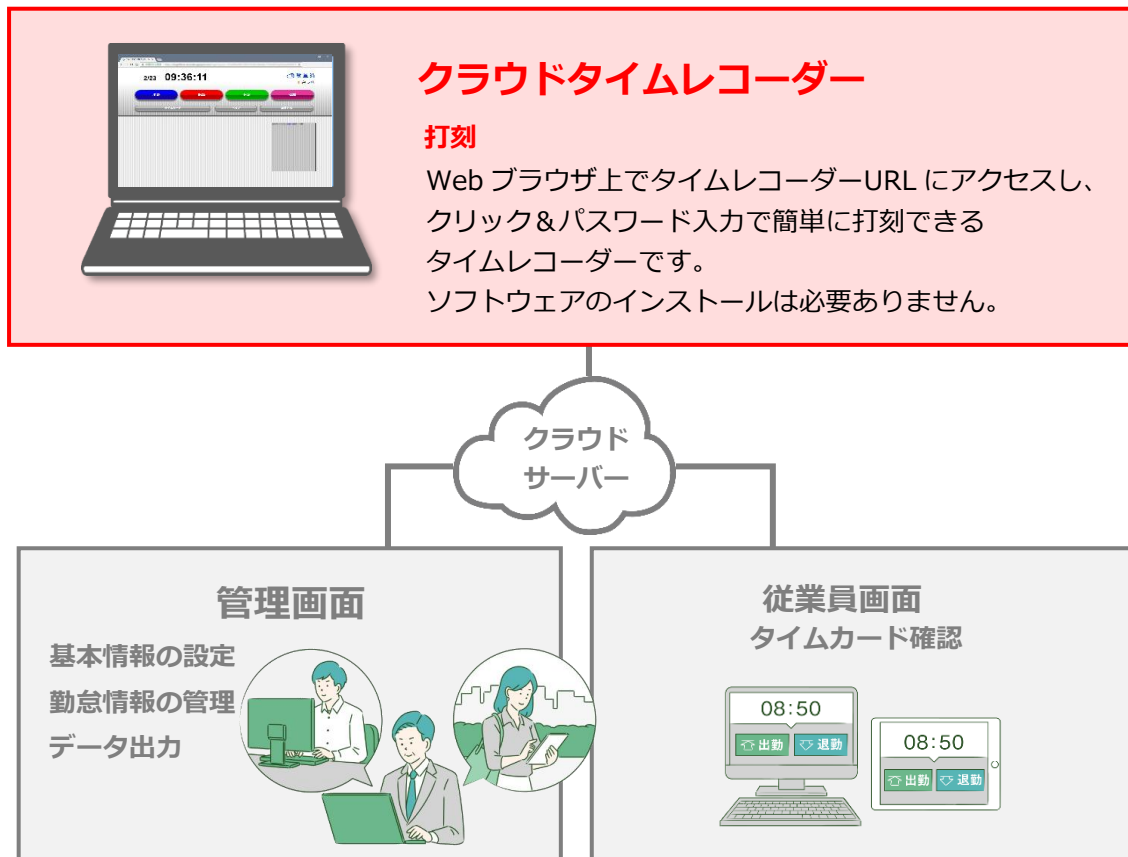 2/23 09:36:11
クラウドタイムレコーダー
打刻
Web ブラウザ上でタイムレコーダーURL にアクセスし、
クリック＆パスワード入力で簡単に打刻できる
タイムレコーダーです。
ソフトウェアのインストールは必要ありません。
クラウド
サーバー
管理画面
基本情報の設定
勤怠情報の管理
データ出力
従業員画面
タイムカード確認
08:50
出勤 退勤
08:50
出勤 退勤